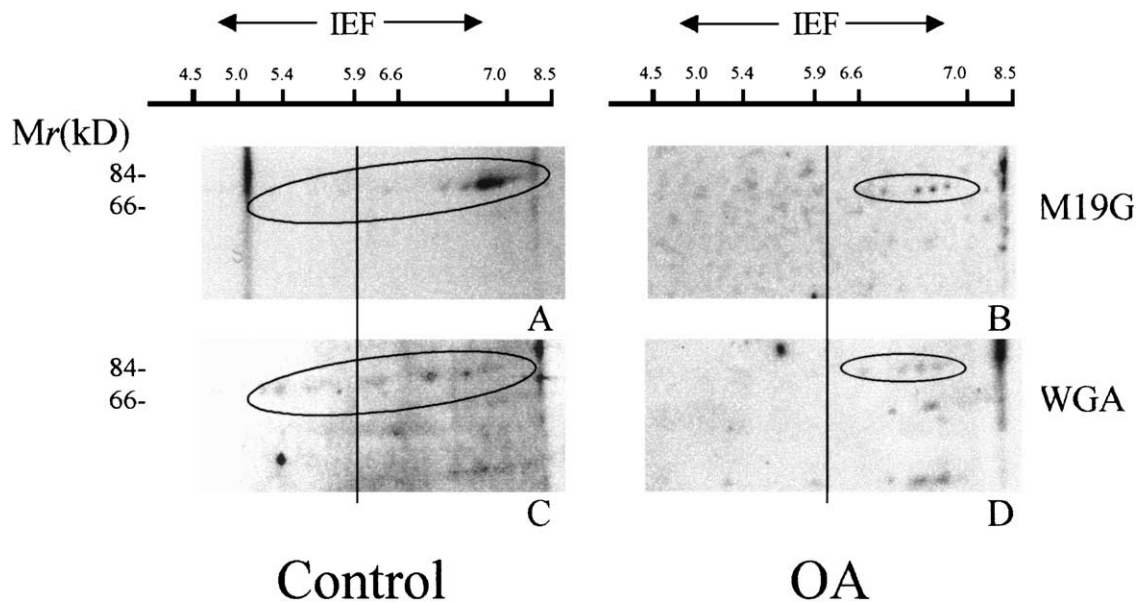 IEF IEF
4.5 5.0 5.4 5.9 6.6 7.0 8.5 4.5 5.0 5.4 5.9 6.6 7.0 8.5
Mr(kD)
84-
66-
M19G
A B
84-
66-
WGA
C D
Control OA